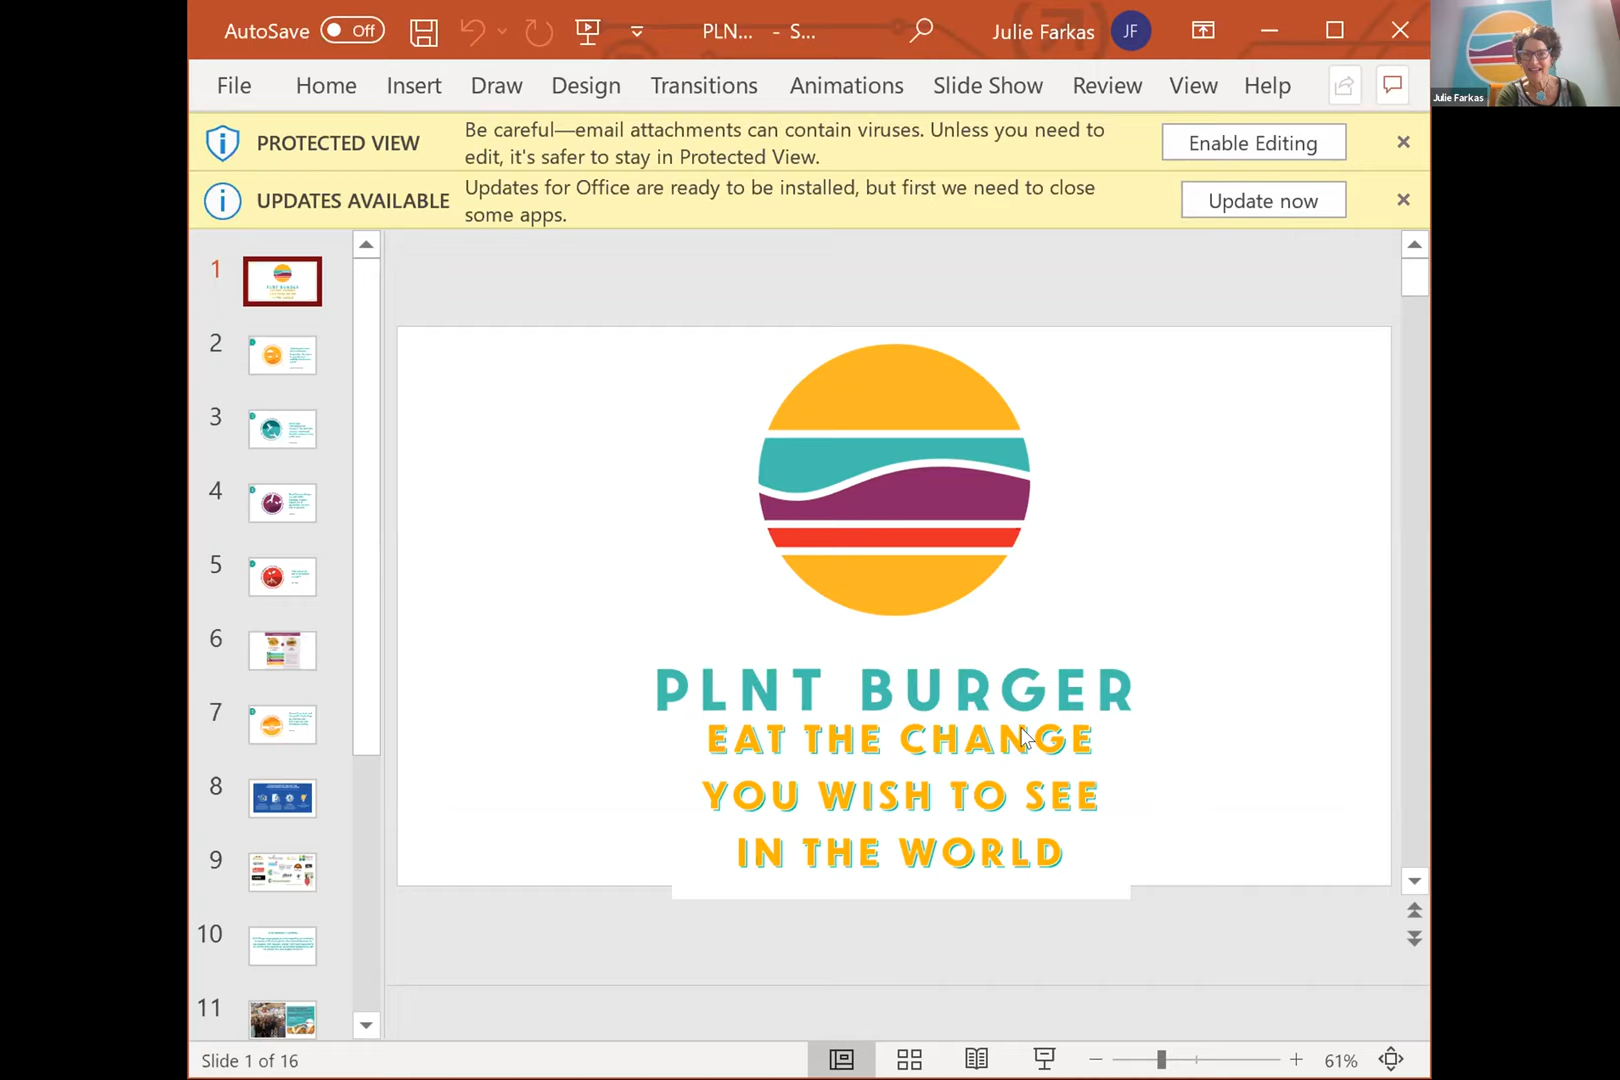 AutoSave Off PLN... - S... Julie Farkas JF
File Home Insert Draw Design Transitions Animations Slide Show Review View Help
Julie Farkas
PROTECTED VIEW
Be careful—email attachments can contain viruses. Unless you need to
edit, it's safer to stay in Protected View.
Enable Editing
UPDATES AVAILABLE
Updates for Office are ready to be installed, but first we need to close
some apps.
Update now
1
PLNT BURGER
2
3
4
5
6
7
8
9
10
11
PLNT BURGER
EAT THE CHANGE
YOU WISH TO SEE
IN THE WORLD
Slide 1 of 16
61%